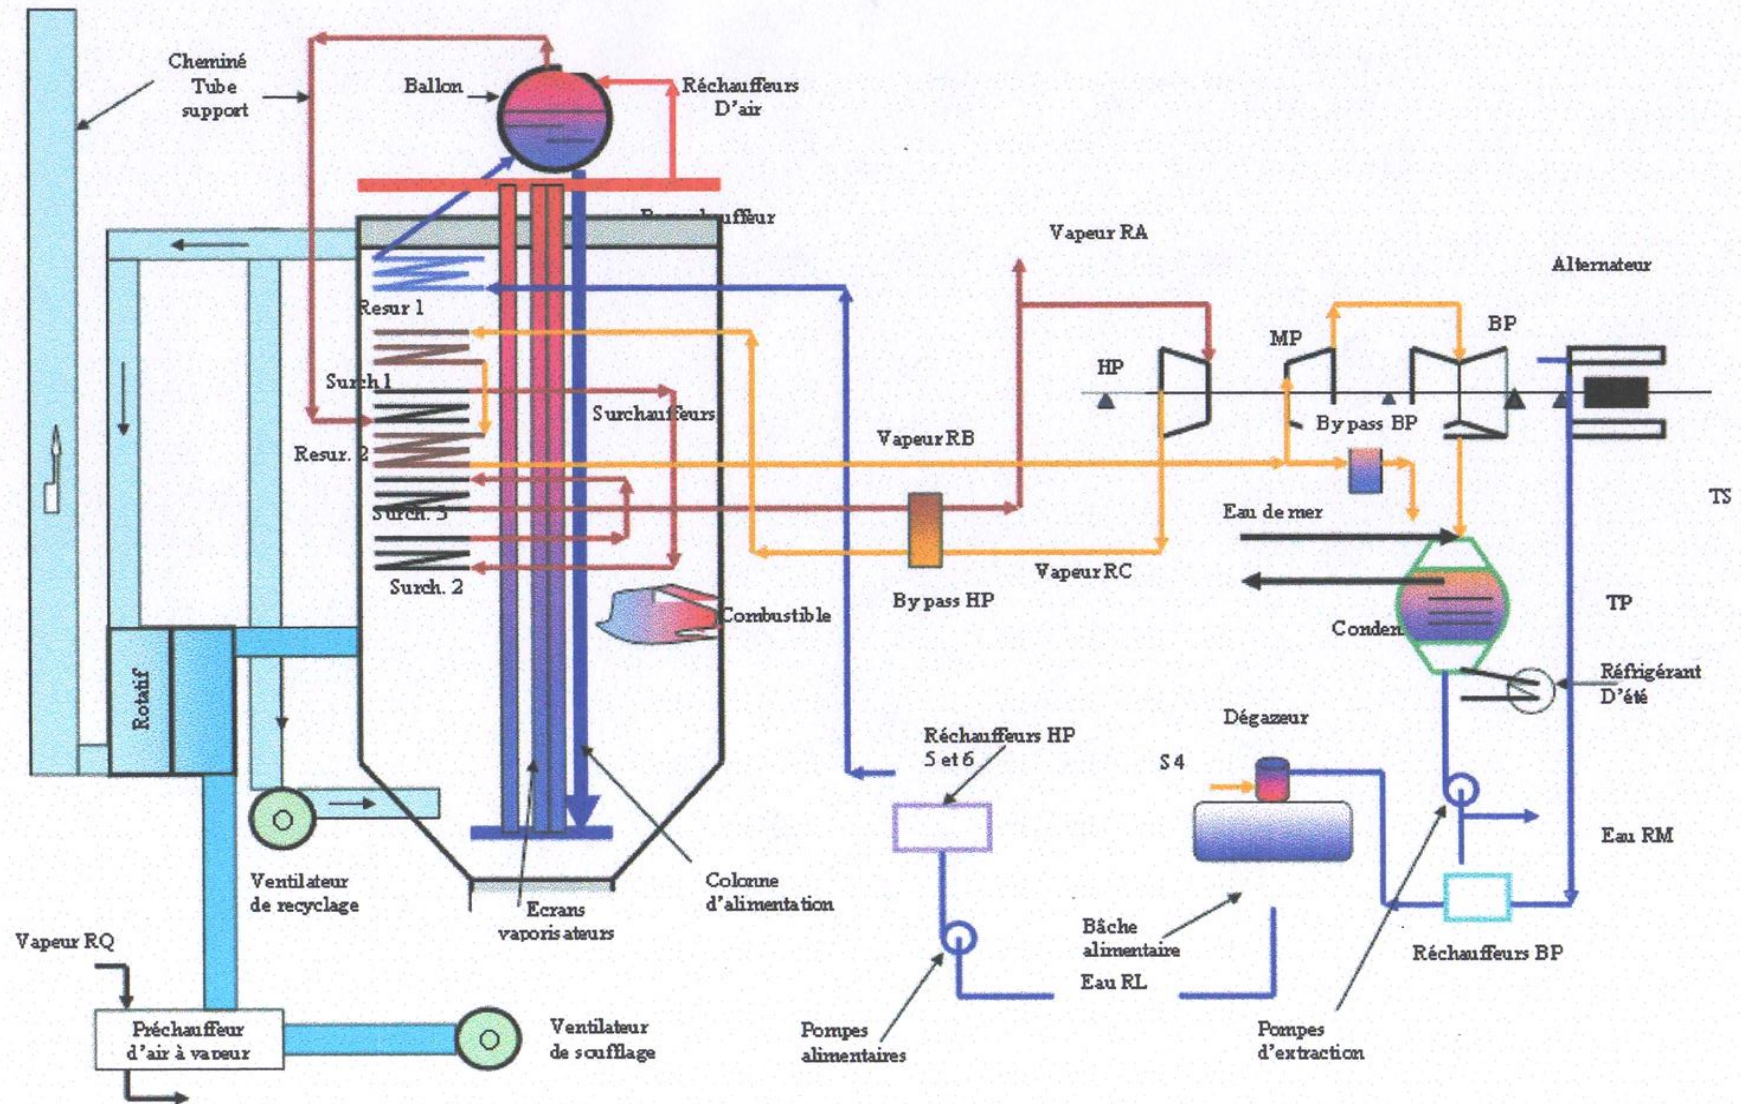 Cheminé
Tube
support
Ballon
Réchauffeurs
D'air
uffeur
Vapeur RA
Alternateur
Resur 1
HP
MP
BP
Surch 1
Surchauffeurs
By pass BP
Vapeur RB
Resur. 2
TS
Surch. 3
Eau de mer
Vapeur RC
Surch. 2
By pass HP
Combustible
TP
Conden
Réfrigérant
D'été
Rotatif
Dégazeur
Réchauffeurs HP
5 et 6
S4
Eau RM
Ventilateur
de recyclage
Colonne
d'alimentation
Ecrans
vaporisateurs
Bâche
alimentaire
Réchauffeurs BP
Vapeur RQ
Eau RL
Préchauffeur
d'air à vapeur
Ventilateur
de soufflage
Pompes
alimentaires
Pompes
d'extraction